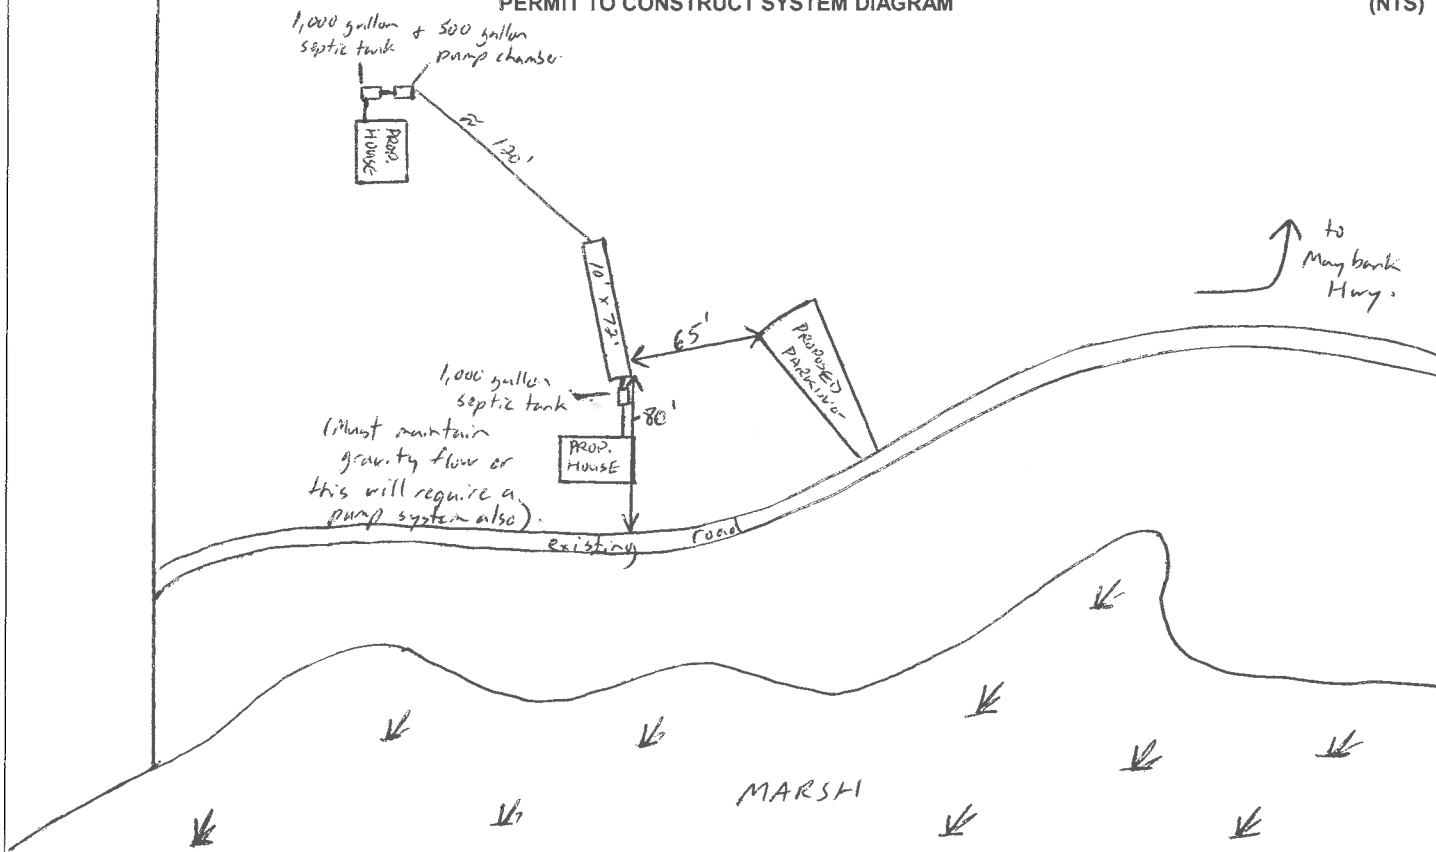 PERMIT TO CONSTRUCT SYSTEM DIAGRAM
(NTS)
1,000 gallon + 500 gallon
septic tank pump chamber
PROP.
HOUSE
≈ 120'
10' x 72'
65'
PROPOSED
PARKING
to
Maybank
Hwy.
1,000 gallon
septic tank
80'
(Must maintain
gravity flow or
this will require a
pump system also).
PROP.
HOUSE
existing road
MARSH